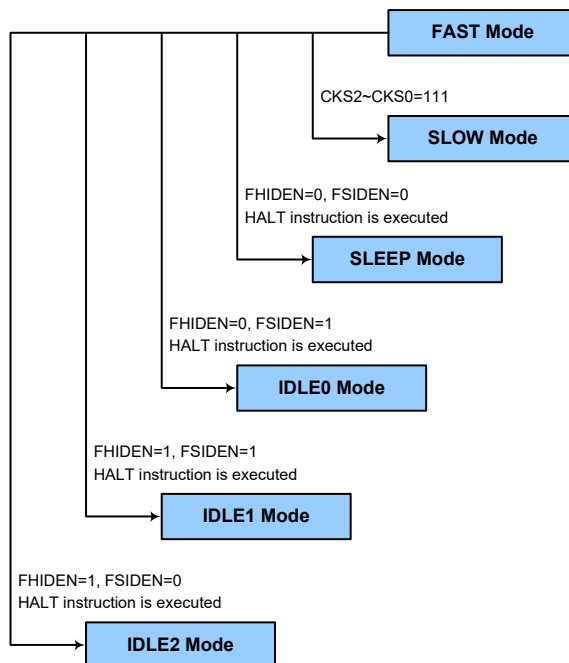 FAST Mode
CKS2~CKS0=111
SLOW Mode
FHIDEN=0, FSIDEN=0
HALT instruction is executed
SLEEP Mode
FHIDEN=0, FSIDEN=1
HALT instruction is executed
IDLE0 Mode
FHIDEN=1, FSIDEN=1
HALT instruction is executed
IDLE1 Mode
FHIDEN=1, FSIDEN=0
HALT instruction is executed
IDLE2 Mode